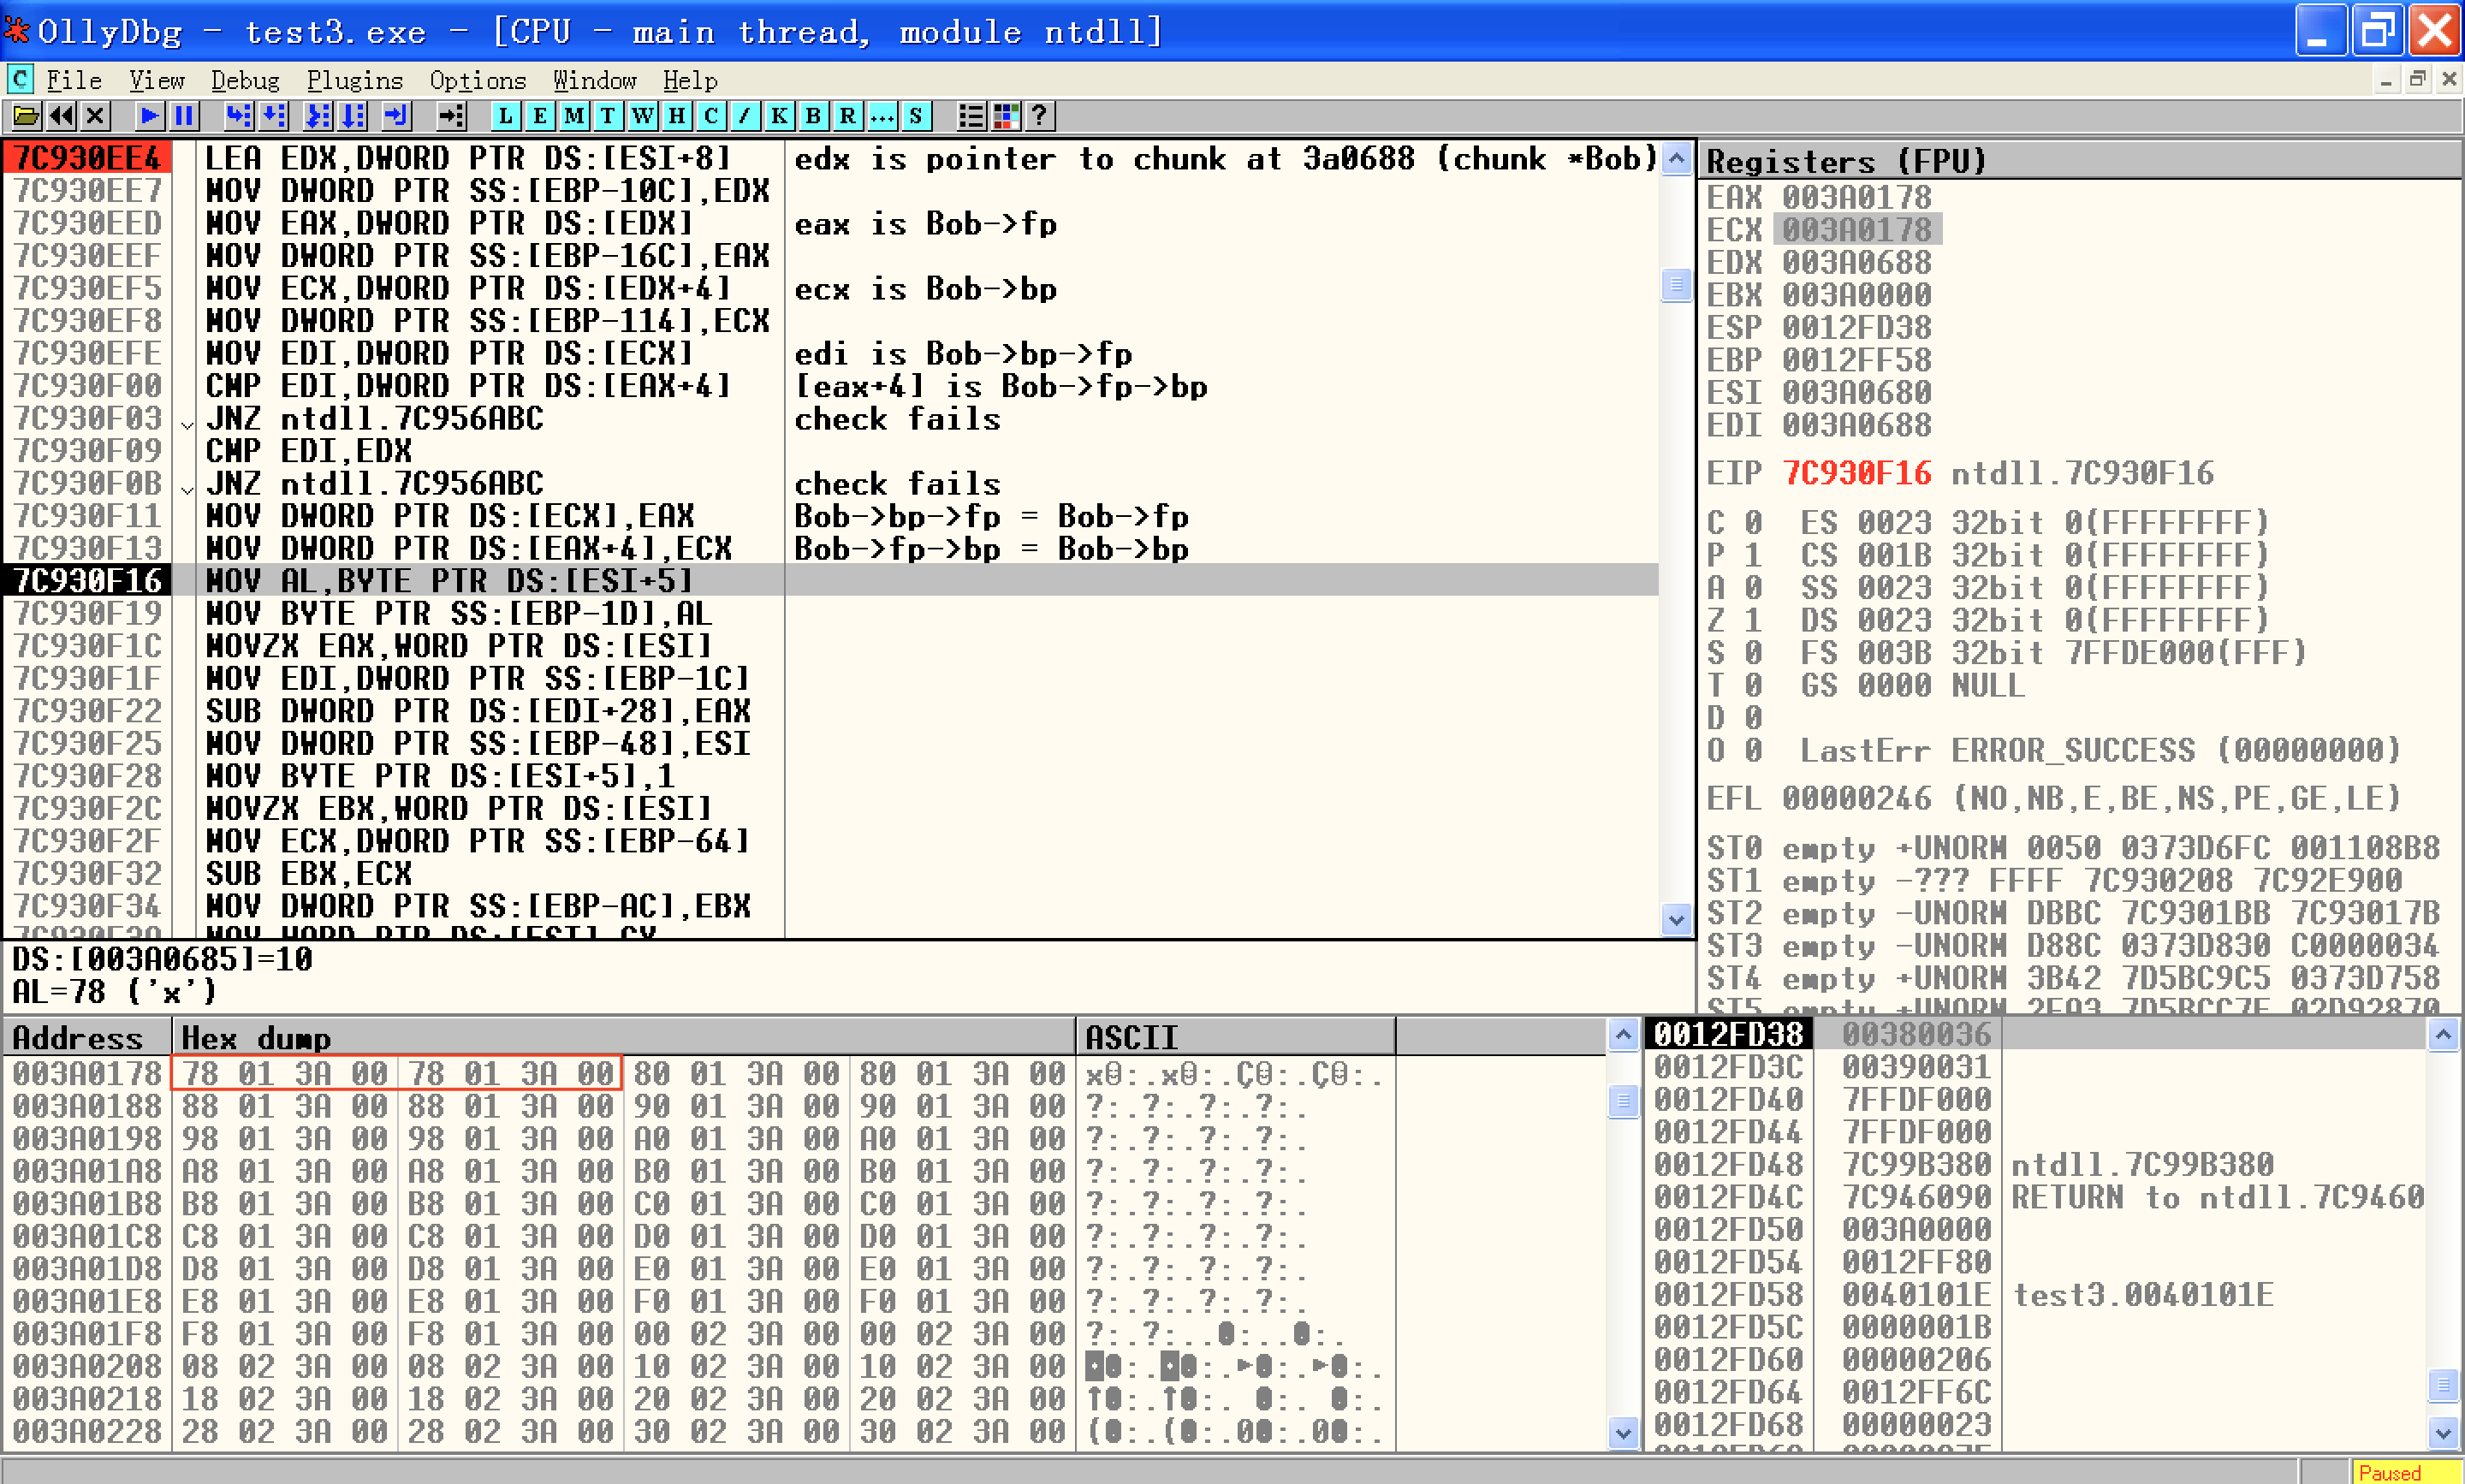 OllyDbg - test3.exe - [CPU - main thread, module ntdll]
C File View Debug Plugins Options Window Help
L E M T W H C / K B R ... S ?
7C930EE4 LEA EDX,DWORD PTR DS:[ESI+8] edx is pointer to chunk at 3a0688 (chunk *Bob)
7C930EE7 MOV DWORD PTR SS:[EBP-10C],EDX
7C930EED MOV EAX,DWORD PTR DS:[EDX] eax is Bob->fp
7C930EEF MOV DWORD PTR SS:[EBP-16C],EAX
7C930EF5 MOV ECX,DWORD PTR DS:[EDX+4] ecx is Bob->bp
7C930EF8 MOV DWORD PTR SS:[EBP-114],ECX
7C930EFE MOV EDI,DWORD PTR DS:[ECX] edi is Bob->bp->fp
7C930F00 CMP EDI,DWORD PTR DS:[EAX+4] [eax+4] is Bob->fp->bp
7C930F03 JNZ ntdll.7C956ABC check fails
7C930F09 CMP EDI,EDX
7C930F0B JNZ ntdll.7C956ABC check fails
7C930F11 MOV DWORD PTR DS:[ECX],EAX Bob->bp->fp = Bob->fp
7C930F13 MOV DWORD PTR DS:[EAX+4],ECX Bob->fp->bp = Bob->bp
7C930F16 MOV AL,BYTE PTR DS:[ESI+5]
7C930F19 MOV BYTE PTR SS:[EBP-1D],AL
7C930F1C MOVZX EAX,WORD PTR DS:[ESI]
7C930F1F MOV EDI,DWORD PTR SS:[EBP-1C]
7C930F22 SUB DWORD PTR DS:[EDI+28],EAX
7C930F25 MOV DWORD PTR SS:[EBP-48],ESI
7C930F28 MOV BYTE PTR DS:[ESI+5],1
7C930F2C MOVZX EBX,WORD PTR DS:[ESI]
7C930F2F MOV ECX,DWORD PTR SS:[EBP-64]
7C930F32 SUB EBX,ECX
7C930F34 MOV DWORD PTR SS:[EBP-AC],EBX
DS:[003A0685]=10
AL=78 ('x')
Registers (FPU)
EAX 003A0178
ECX 003A0178
EDX 003A0688
EBX 003A0000
ESP 0012FD38
EBP 0012FF58
ESI 003A0680
EDI 003A0688
EIP 7C930F16 ntdll.7C930F16
C 0 ES 0023 32bit 0(FFFFFFFF)
P 1 CS 001B 32bit 0(FFFFFFFF)
A 0 SS 0023 32bit 0(FFFFFFFF)
Z 1 DS 0023 32bit 0(FFFFFFFF)
S 0 FS 003B 32bit 7FFDE000(FFF)
T 0 GS 0000 NULL
D 0
O 0 LastErr ERROR_SUCCESS (00000000)
EFL 00000246 (NO,NB,E,BE,NS,PE,GE,LE)
ST0 empty +UNORM 0050 0373D6FC 001108B8
ST1 empty -??? FFFF 7C930208 7C92E900
ST2 empty -UNORM DBBC 7C9301BB 7C93017B
ST3 empty -UNORM D88C 0373D830 C0000034
ST4 empty +UNORM 3B42 7D5BC9C5 0373D758
Address Hex dump ASCII
003A0178 78 01 3A 00 78 01 3A 00 80 01 3A 00 80 01 3A 00 x☺:.x☺:.Ç☺:.Ç☺:.
003A0188 88 01 3A 00 88 01 3A 00 90 01 3A 00 90 01 3A 00 ?:.?:.?:.?:.
003A0198 98 01 3A 00 98 01 3A 00 A0 01 3A 00 A0 01 3A 00 ?:.?:.?:.?:.
003A01A8 A8 01 3A 00 A8 01 3A 00 B0 01 3A 00 B0 01 3A 00 ?:.?:.?:.?:.
003A01B8 B8 01 3A 00 B8 01 3A 00 C0 01 3A 00 C0 01 3A 00 ?:.?:.?:.?:.
003A01C8 C8 01 3A 00 C8 01 3A 00 D0 01 3A 00 D0 01 3A 00 ?:.?:.?:.?:.
003A01D8 D8 01 3A 00 D8 01 3A 00 E0 01 3A 00 E0 01 3A 00 ?:.?:.?:.?:.
003A01E8 E8 01 3A 00 E8 01 3A 00 F0 01 3A 00 F0 01 3A 00 ?:.?:.?:.?:.
003A01F8 F8 01 3A 00 F8 01 3A 00 00 02 3A 00 00 02 3A 00 ?:.?:..☻:..☻:.
003A0208 08 02 3A 00 08 02 3A 00 10 02 3A 00 10 02 3A 00 ◘☻:.◘☻:.►☻:.►☻:.
003A0218 18 02 3A 00 18 02 3A 00 20 02 3A 00 20 02 3A 00 ↑☻:.↑☻:. ☻:. ☻:.
003A0228 28 02 3A 00 28 02 3A 00 30 02 3A 00 30 02 3A 00 (☻:.(☻:.0☻:.0☻:.
0012FD38 00380036
0012FD3C 00390031
0012FD40 7FFDF000
0012FD44 7FFDF000
0012FD48 7C99B380 ntdll.7C99B380
0012FD4C 7C946090 RETURN to ntdll.7C9460
0012FD50 003A0000
0012FD54 0012FF80
0012FD58 0040101E test3.0040101E
0012FD5C 0000001B
0012FD60 00000206
0012FD64 0012FF6C
0012FD68 00000023
Paused